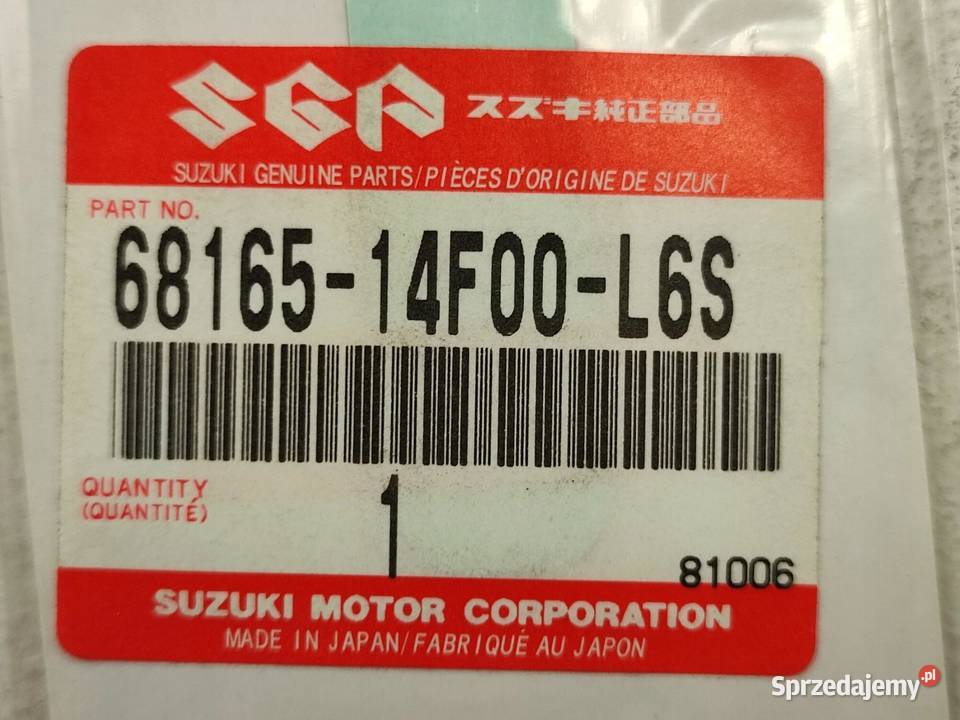 SGP スズキ純正部品
SUZUKI GENUINE PARTS/PIÈCES D'ORIGINE DE SUZUKI
PART NO.
68165-14F00-L6S
QUANTITY
(QUANTITÉ)
1
81006
SUZUKI MOTOR CORPORATION
MADE IN JAPAN/FABRIQUÉ AU JAPON
Sprzedajemy.pl